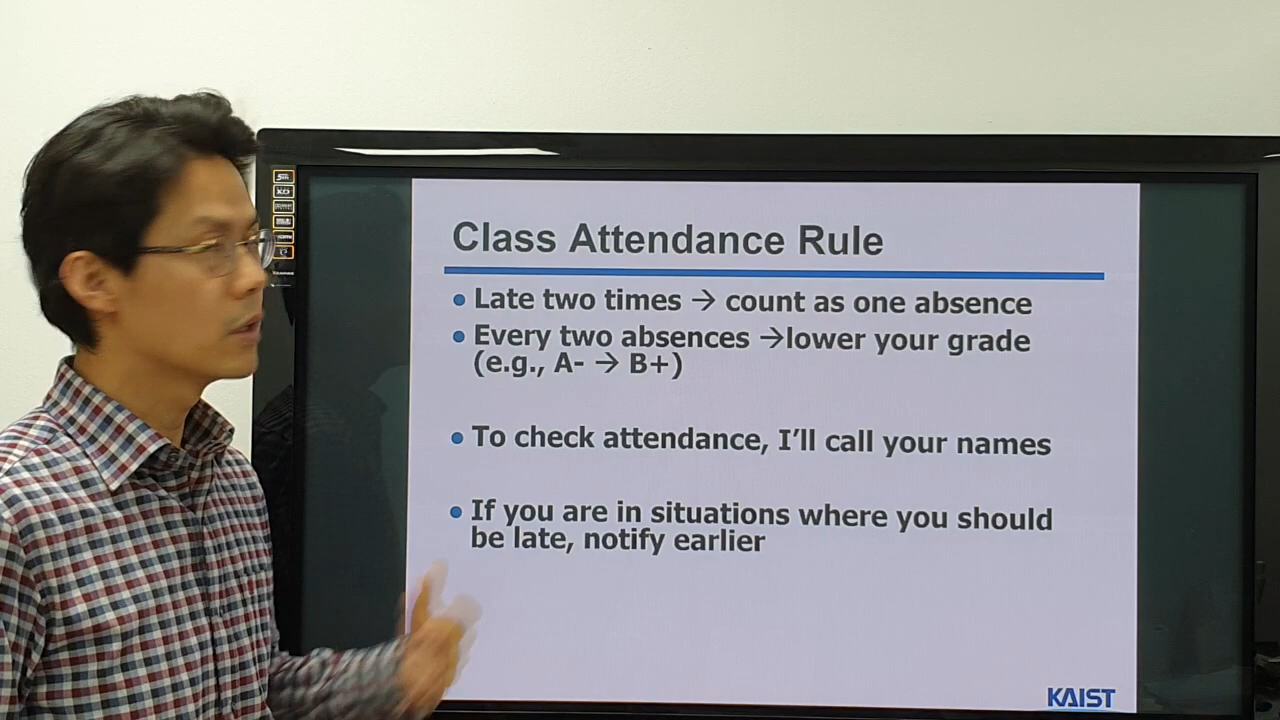 Class Attendance Rule
• Late two times → count as one absence
• Every two absences →lower your grade
(e.g., A- → B+)
• To check attendance, I'll call your names
• If you are in situations where you should
be late, notify earlier
KAIST